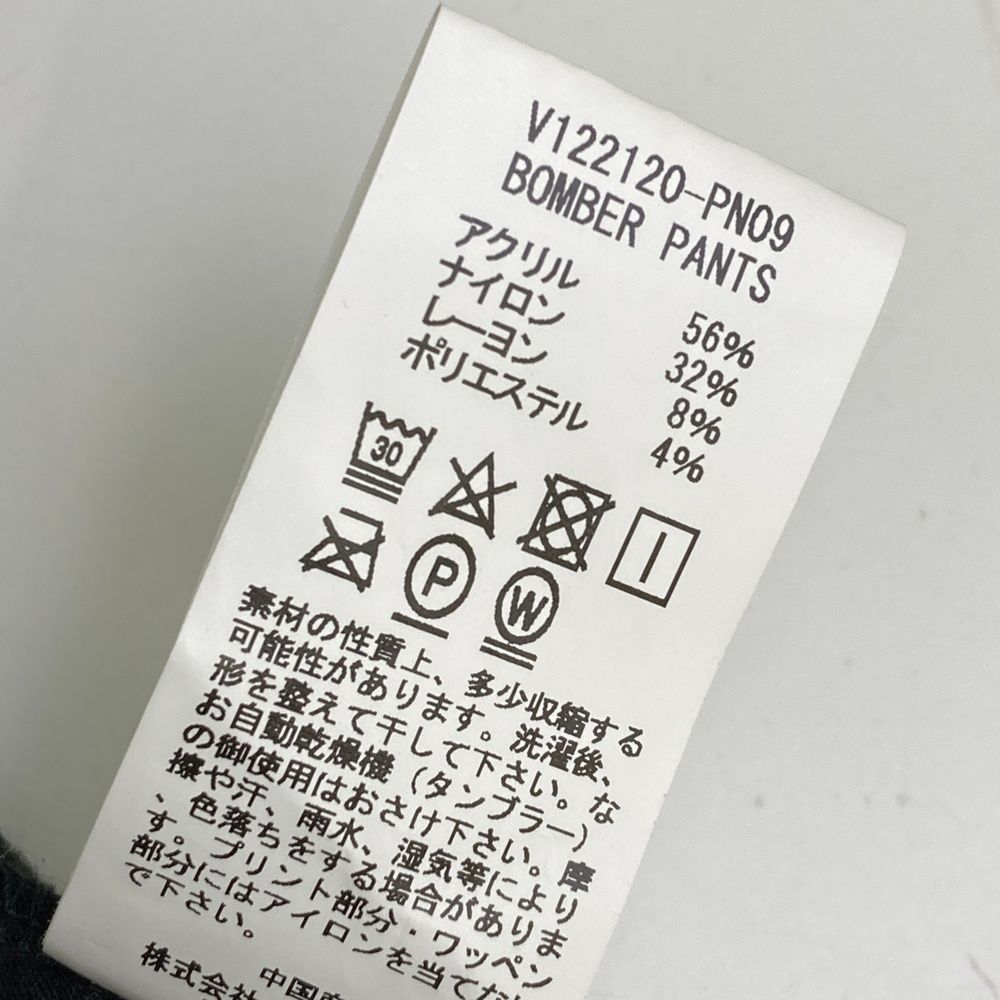 V122120-PN09
BOMBER PANTS
アクリル 56%
ナイロン 32%
レーヨン 8%
ポリエステル 4%
30
P
W
素材の性質上、多少収縮する
可能性があります。洗濯後、
形を整えて干して下さい。な
お自動乾燥機(タンブラー)
の御使用はおさけ下さい。摩
擦や汗、雨水、湿気等により
、色落ちをする場合がありま
す。プリント部分・ワッペン
部分にはアイロンを当てない
で下さい。
中国
株式会社